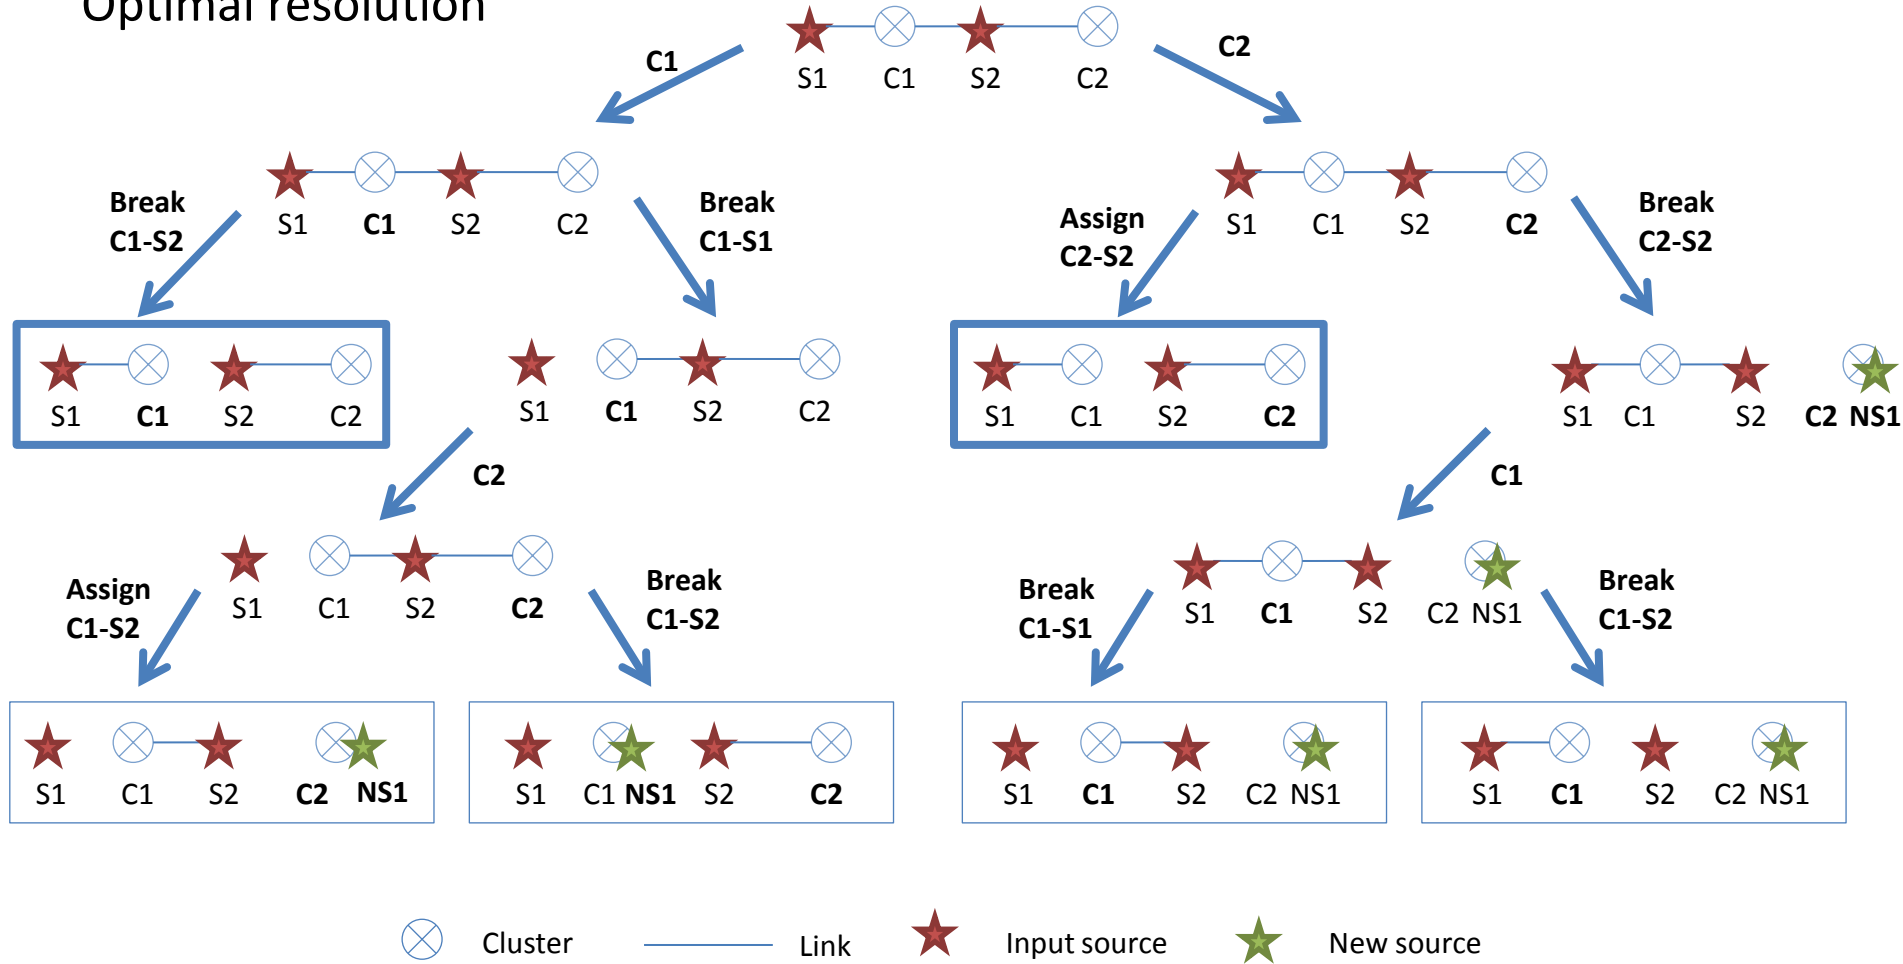 Optimal resolution
S1 C1 S2 C2
C1
C2
S1 C1 S2 C2
S1 C1 S2 C2
Break
C1-S2
Break
C1-S1
Assign
C2-S2
Break
C2-S2
S1 C1 S2 C2
S1 C1 S2 C2
S1 C1 S2 C2
S1 C1 S2 C2 NS1
C2
C1
S1 C1 S2 C2
S1 C1 S2 C2 NS1
Assign
C1-S2
Break
C1-S2
Break
C1-S1
Break
C1-S2
S1 C1 S2 C2 NS1
S1 C1 NS1 S2 C2
S1 C1 S2 C2 NS1
S1 C1 S2 C2 NS1
Cluster Link Input source New source